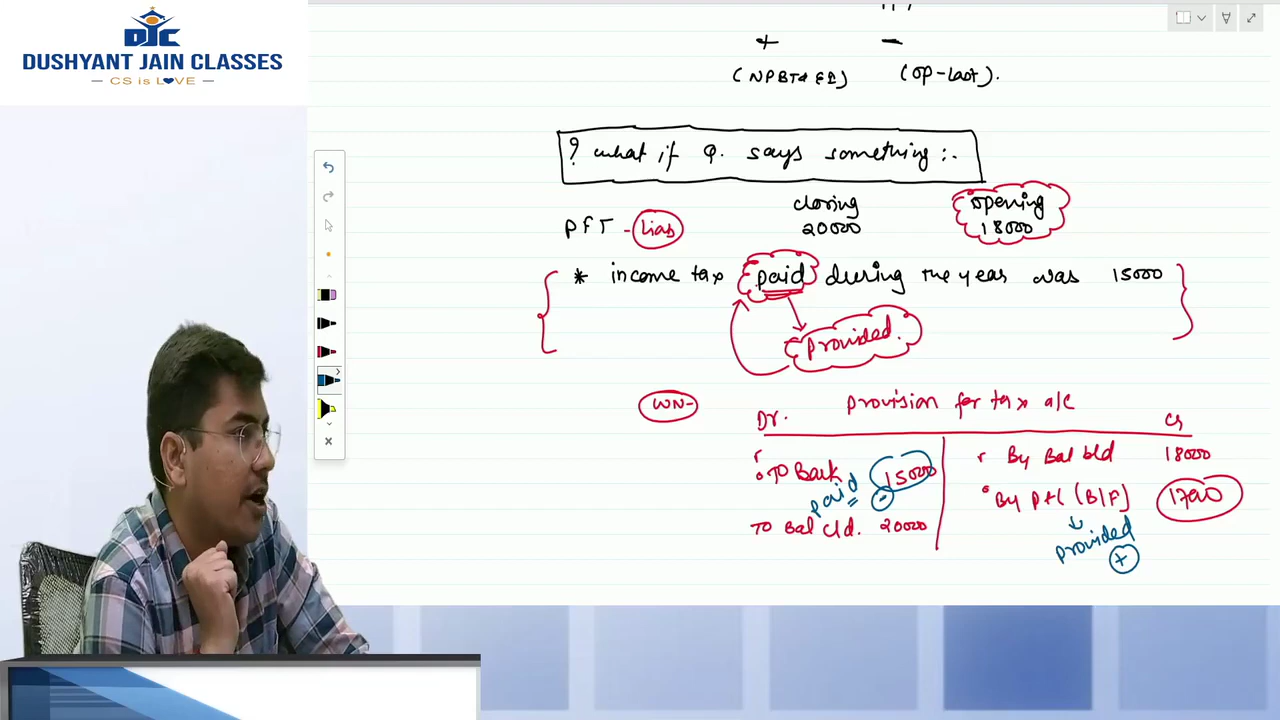 DJC
DUSHYANT JAIN CLASSES
CS is LOVE
+ -
(NPBT & EI) (op-last).
? what if Q. says something :-
closing opening
PFT - Liab 20000 18000
* income tax paid during the year was 15000
provided.
WN-
Dr. provision for tax a/c Cr
To Bank 15000 By Bal b/d 18000
paid -
By P&L (B/F) 17000
To Bal c/d. 20000
provided
+